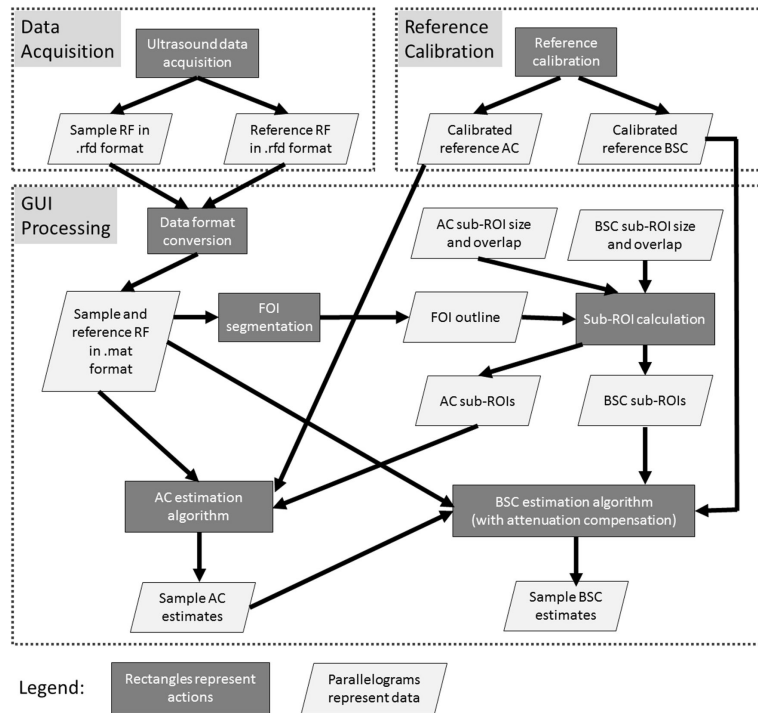 Data
Acquisition
Ultrasound data
acquisition
Sample RF in
.rfd format
Reference RF
in .rfd format
Reference
Calibration
Reference
calibration
Calibrated
reference AC
Calibrated
reference BSC
GUI
Processing
Data format
conversion
AC sub-ROI size
and overlap
BSC sub-ROI size
and overlap
Sample and
reference RF
in .mat
format
FOI
segmentation
FOI outline
Sub-ROI calculation
AC sub-ROIs
BSC sub-ROIs
AC estimation
algorithm
BSC estimation algorithm
(with attenuation compensation)
Sample AC
estimates
Sample BSC
estimates
Legend:
Rectangles represent
actions
Parallelograms
represent data